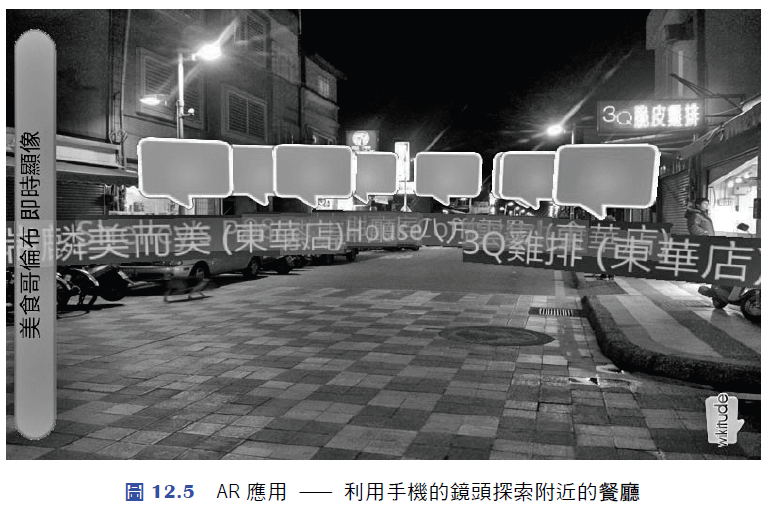 3Q脆皮雞排
美食哥倫布 即時顯像
麟美而美 (東華店)
House
3Q雞排 (東華店)
wikitude
圖 12.5 AR 應用 —— 利用手機的鏡頭探索附近的餐廳